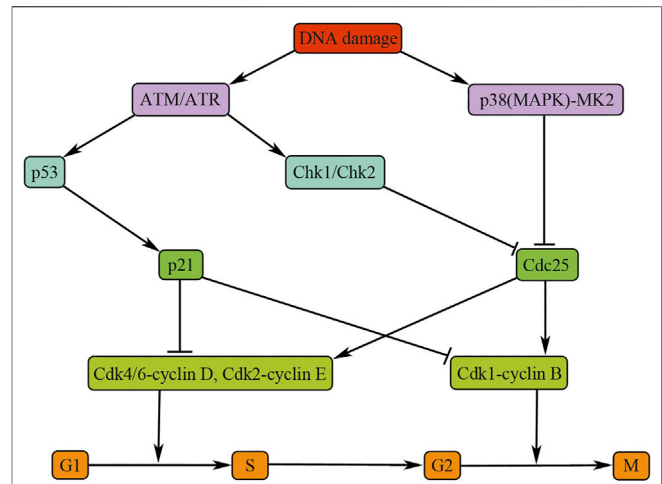 DNA damage
ATM/ATR
p38(MAPK)-MK2
p53
Chk1/Chk2
p21
Cdc25
Cdk4/6-cyclin D, Cdk2-cyclin E
Cdk1-cyclin B
G1
S
G2
M